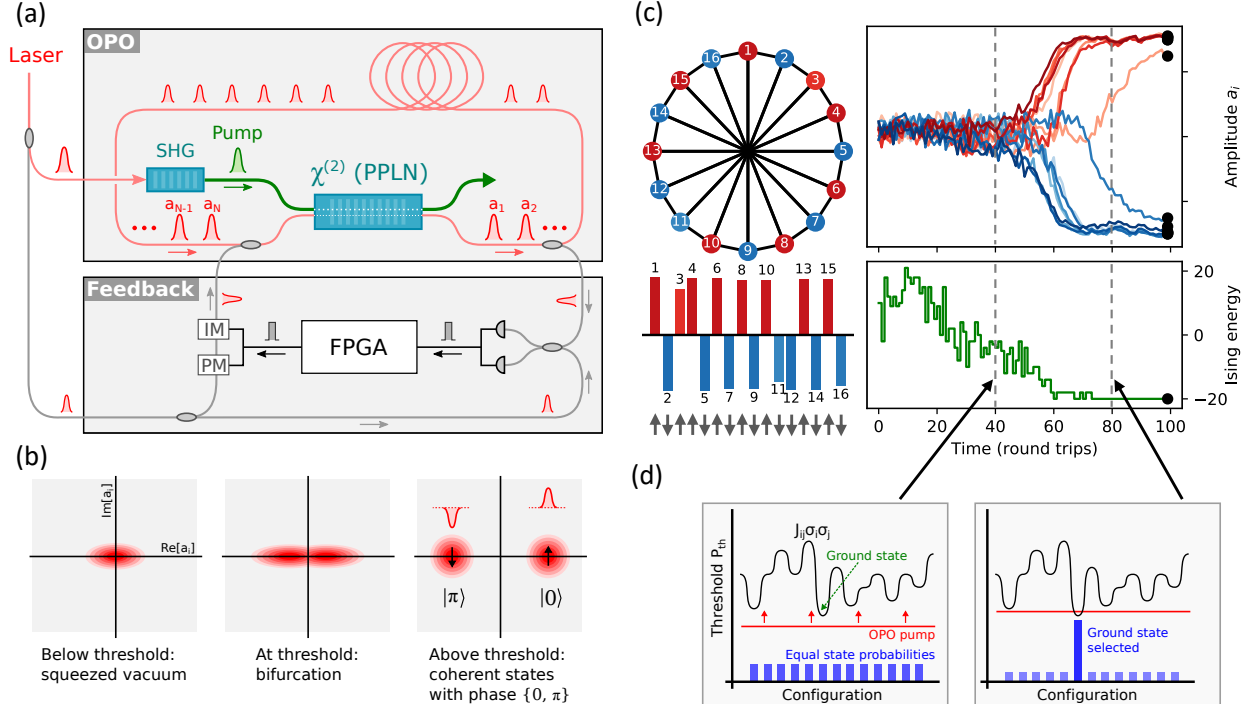 (a)
OPO
Laser
SHG
Pump
χ(2) (PPLN)
aN-1 aN
a1 a2
Feedback
IM
PM
FPGA
(b)
Im[ai]
Re[ai]
|π⟩
|0⟩
Below threshold:
squeezed vacuum
At threshold:
bifurcation
Above threshold:
coherent states
with phase {0, π}
(c)
1
2
3
4
5
6
7
8
9
10
11
12
13
14
15
16
1 3 4 6 8 10 13 15
2 5 7 9 11 12 14 16
Amplitude ai
Ising energy
20
0
−20
0 20 40 60 80 100
Time (round trips)
(d)
Threshold Pth
Jijσiσj
Ground state
OPO pump
Equal state probabilities
Configuration
Ground state
selected
Configuration